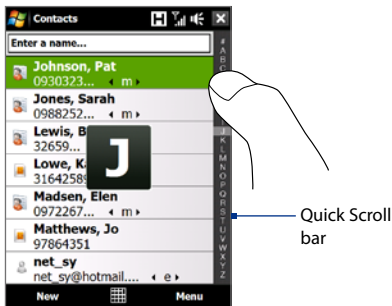 Contacts
Enter a name...
Johnson, Pat
0930323... m
Jones, Sarah
0988252... m
Lewis, B
32659...
Lowe, K
3164258
Madsen, Elen
0972267... m
Matthews, Jo
97864351
net_sy
net_sy@hotmail.... e
J
#
A
B
J
K
L
M
N
O
P
Q
R
S
T
U
V
W
X
Y
Z
Quick Scroll
bar
New Menu